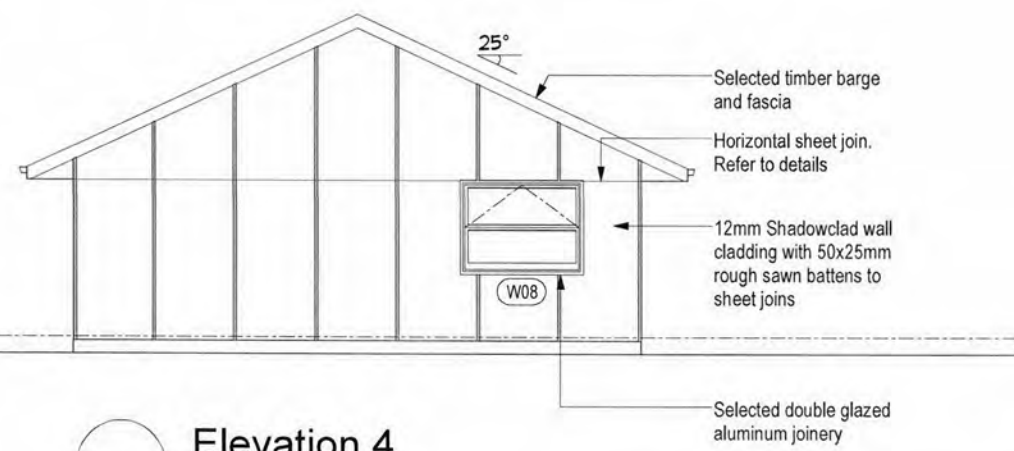 25°
Selected timber barge
and fascia
Horizontal sheet join.
Refer to details
12mm Shadowclad wall
cladding with 50x25mm
rough sawn battens to
sheet joins
W08
Selected double glazed
aluminum joinery
Elevation 4